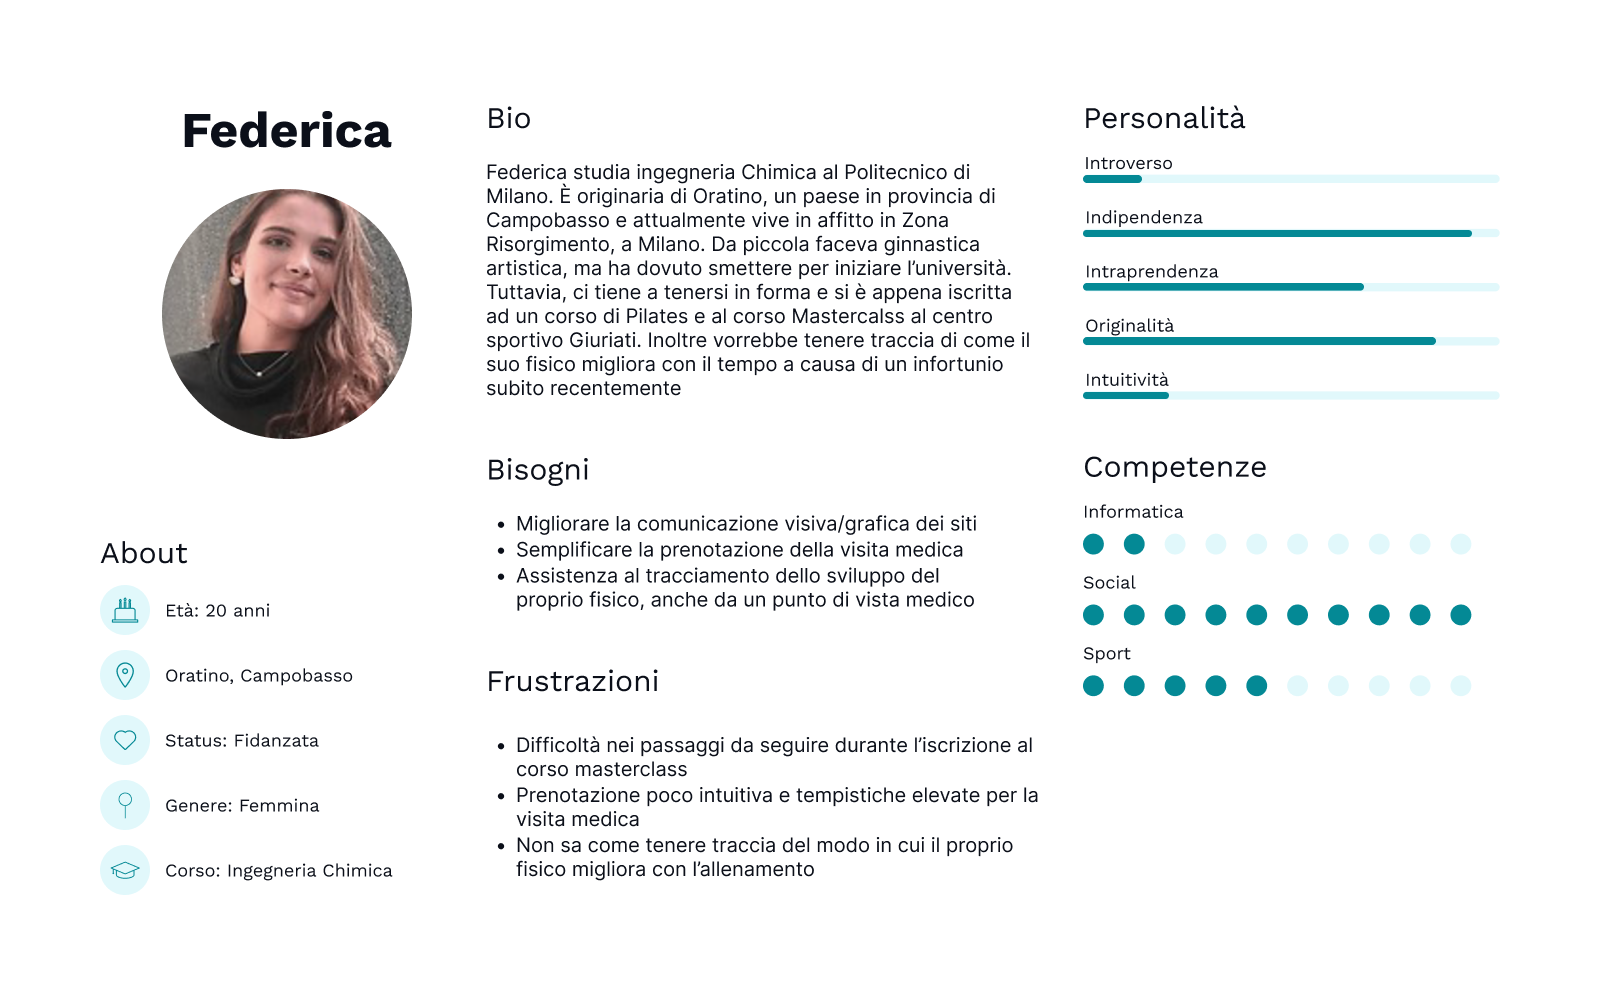 Federica
About
Età: 20 anni
Oratino, Campobasso
Status: Fidanzata
Genere: Femmina
Corso: Ingegneria Chimica
Bio
Federica studia ingegneria Chimica al Politecnico di
Milano. È originaria di Oratino, un paese in provincia di
Campobasso e attualmente vive in affitto in Zona
Risorgimento, a Milano. Da piccola faceva ginnastica
artistica, ma ha dovuto smettere per iniziare l’università.
Tuttavia, ci tiene a tenersi in forma e si è appena iscritta
ad un corso di Pilates e al corso Mastercalss al centro
sportivo Giuriati. Inoltre vorrebbe tenere traccia di come il
suo fisico migliora con il tempo a causa di un infortunio
subito recentemente
Bisogni
• Migliorare la comunicazione visiva/grafica dei siti
• Semplificare la prenotazione della visita medica
• Assistenza al tracciamento dello sviluppo del
proprio fisico, anche da un punto di vista medico
Frustrazioni
• Difficoltà nei passaggi da seguire durante l’iscrizione al
corso masterclass
• Prenotazione poco intuitiva e tempistiche elevate per la
visita medica
• Non sa come tenere traccia del modo in cui il proprio
fisico migliora con l’allenamento
Personalità
Introverso
Indipendenza
Intraprendenza
Originalità
Intuitività
Competenze
Informatica
Social
Sport